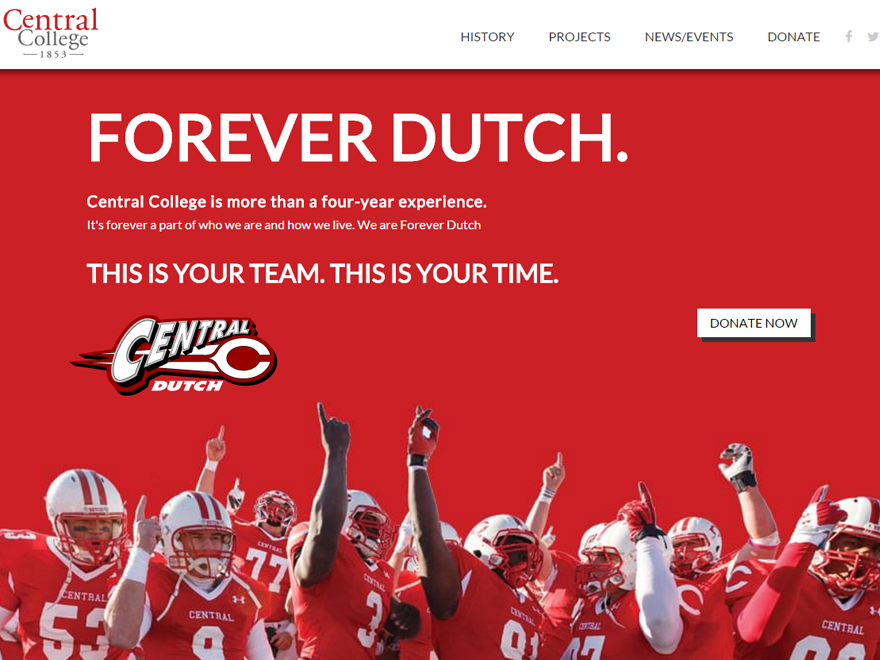 Central
College
1853
HISTORY PROJECTS NEWS/EVENTS DONATE
FOREVER DUTCH.
Central College is more than a four-year experience.
It's forever a part of who we are and how we live. We are Forever Dutch
THIS IS YOUR TEAM. THIS IS YOUR TIME.
DONATE NOW
CENTRAL
C
DUTCH
77
CENTRAL
53
CENTRAL
9
CENTRAL
3
CENTRAL
91
CENTRAL
C
CENTRAL